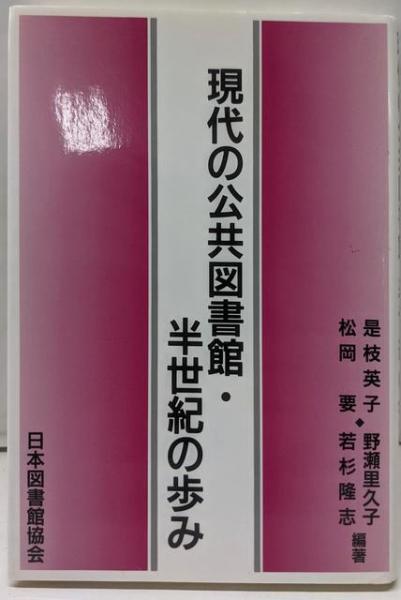 現代の公共図書館・
半世紀の歩み
是枝英子◆野瀬里久子
松岡 要 若杉隆志 編著
日本図書館協会